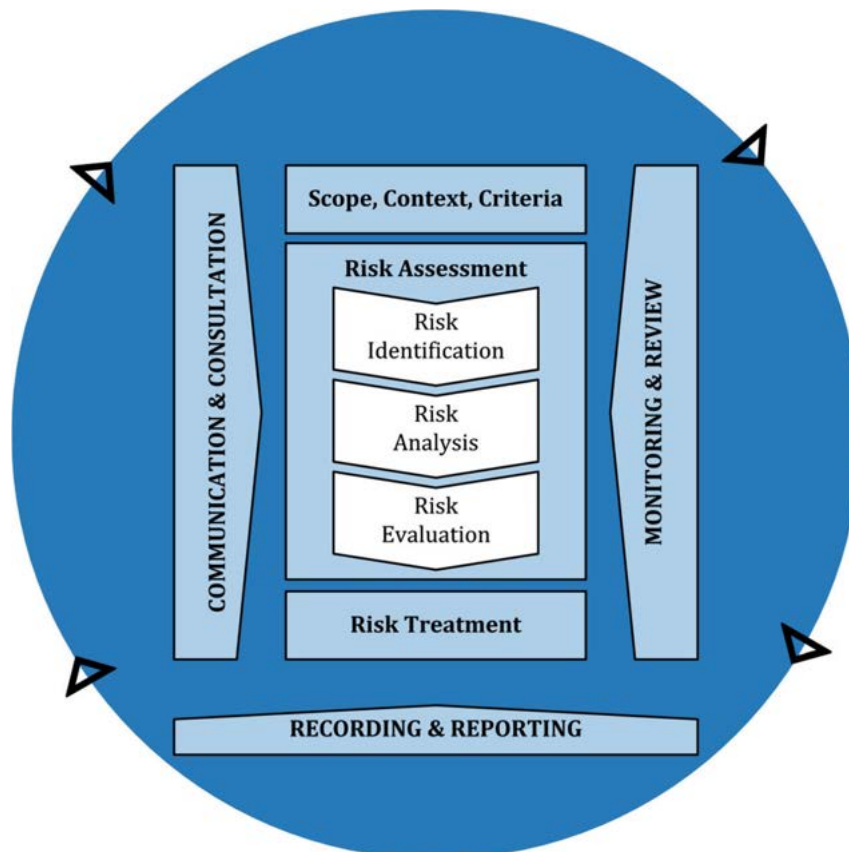 Scope, Context, Criteria
COMMUNICATION & CONSULTATION
Risk Assessment
Risk
Identification
Risk
Analysis
Risk
Evaluation
MONITORING & REVIEW
Risk Treatment
RECORDING & REPORTING